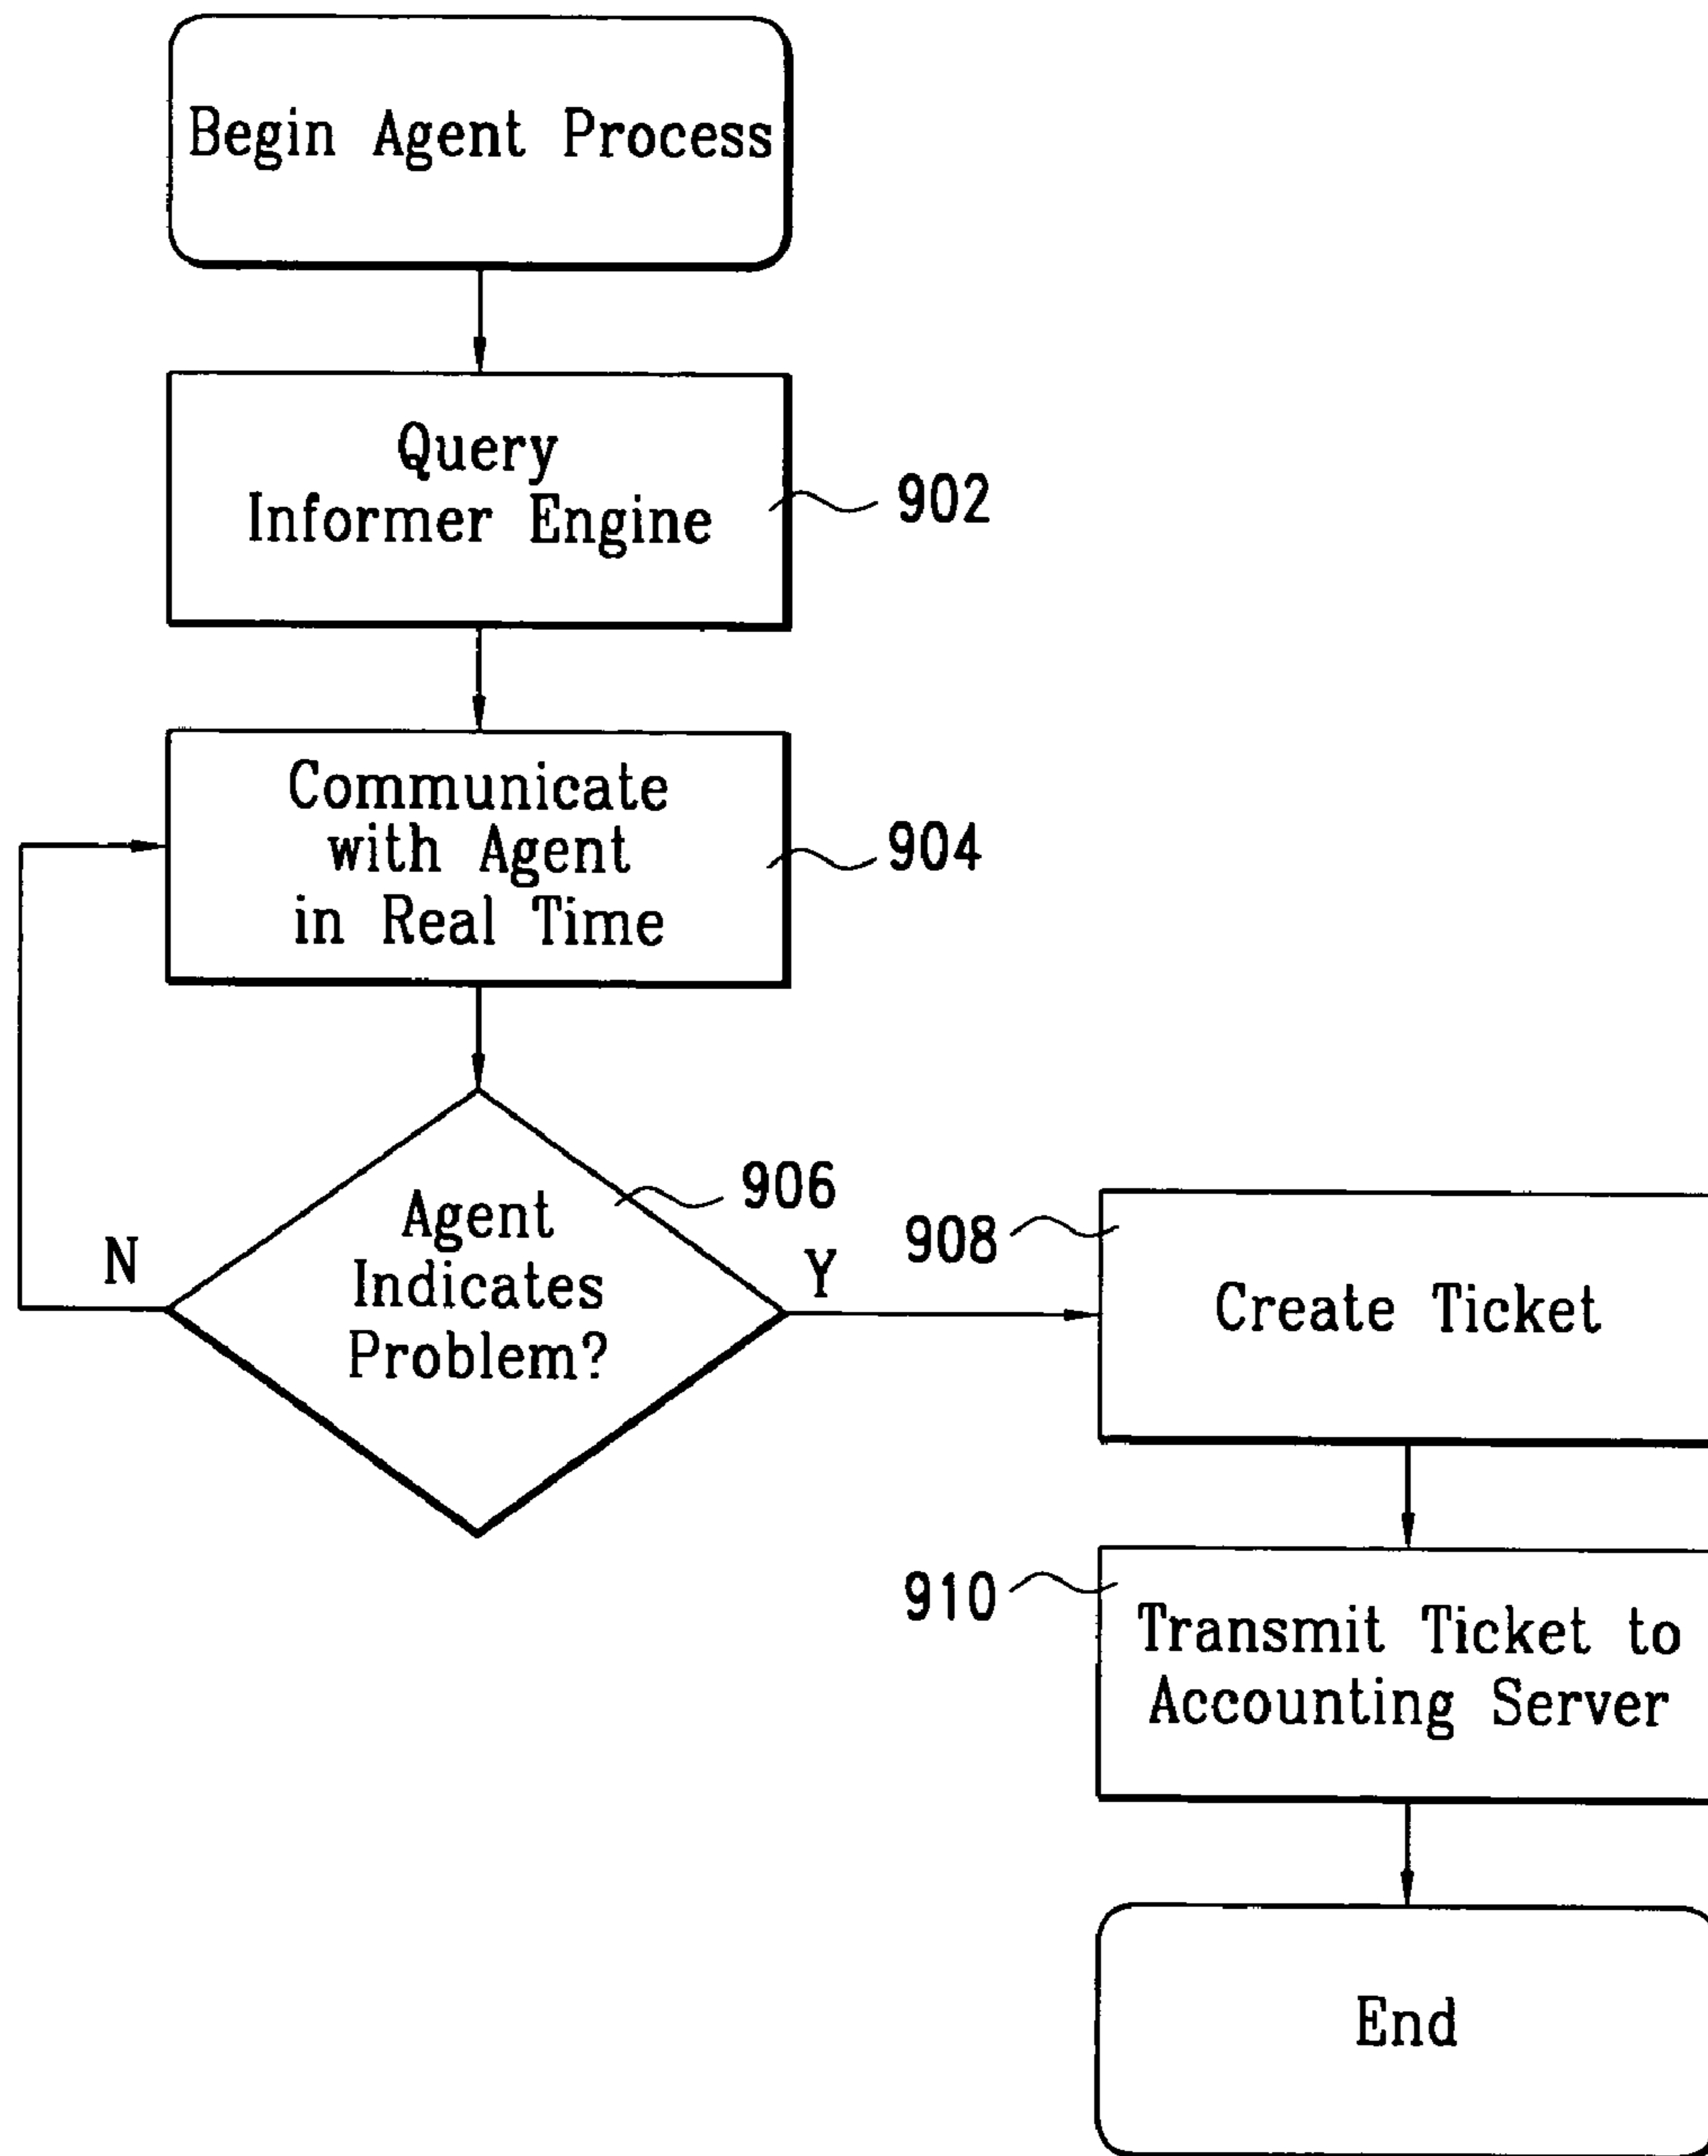 Begin Agent Process
Query
Informer Engine
902
Communicate
with Agent
in Real Time
904
Agent
Indicates
Problem?
906
N
Y
908
Create Ticket
910
Transmit Ticket to
Accounting Server
End